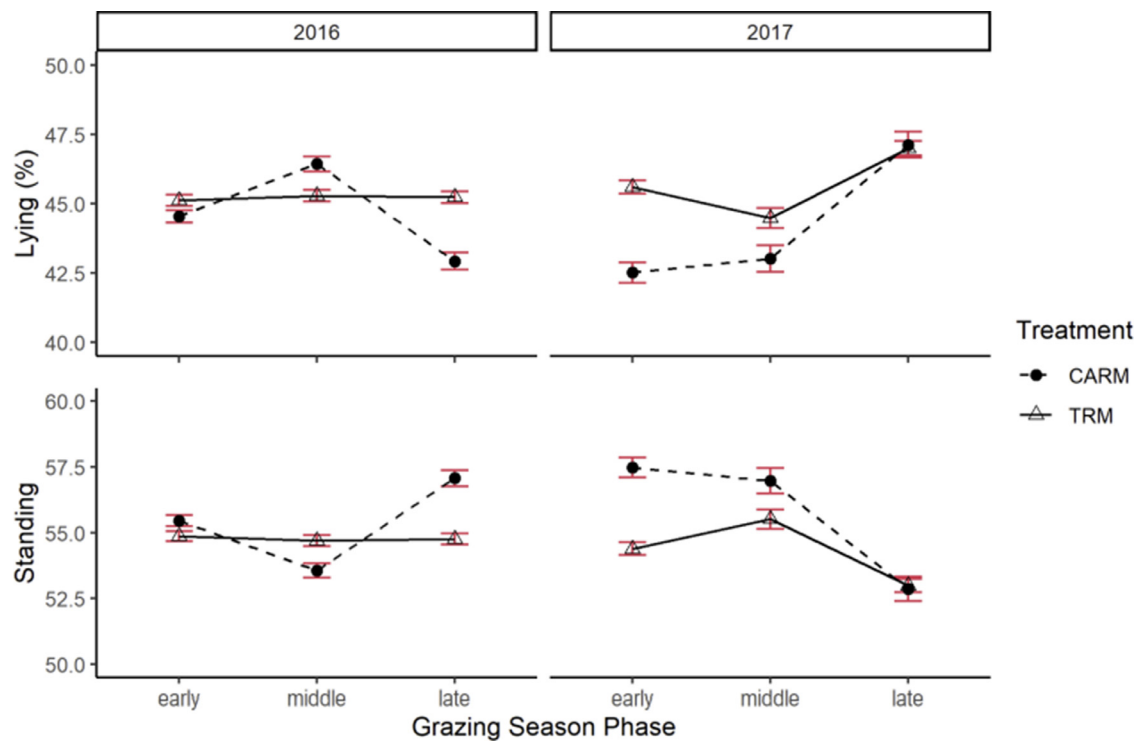 2016 2017
50.0
47.5
45.0
42.5
40.0
Lying (%)
60.0
57.5
55.0
52.5
50.0
Standing
Treatment
CARM
TRM
early middle late early middle late
Grazing Season Phase